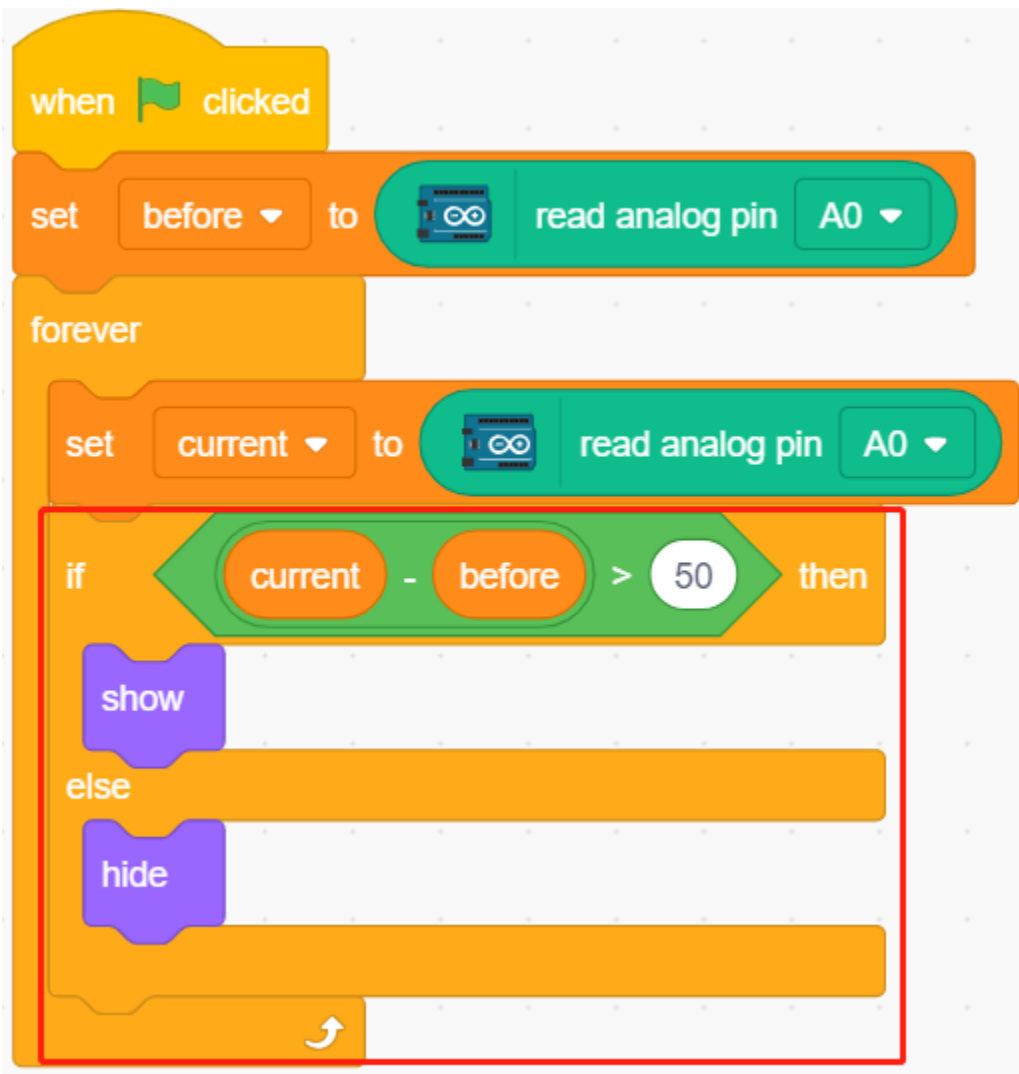 when clicked
set before to read analog pin A0
forever
set current to read analog pin A0
if current - before > 50 then
show
else
hide